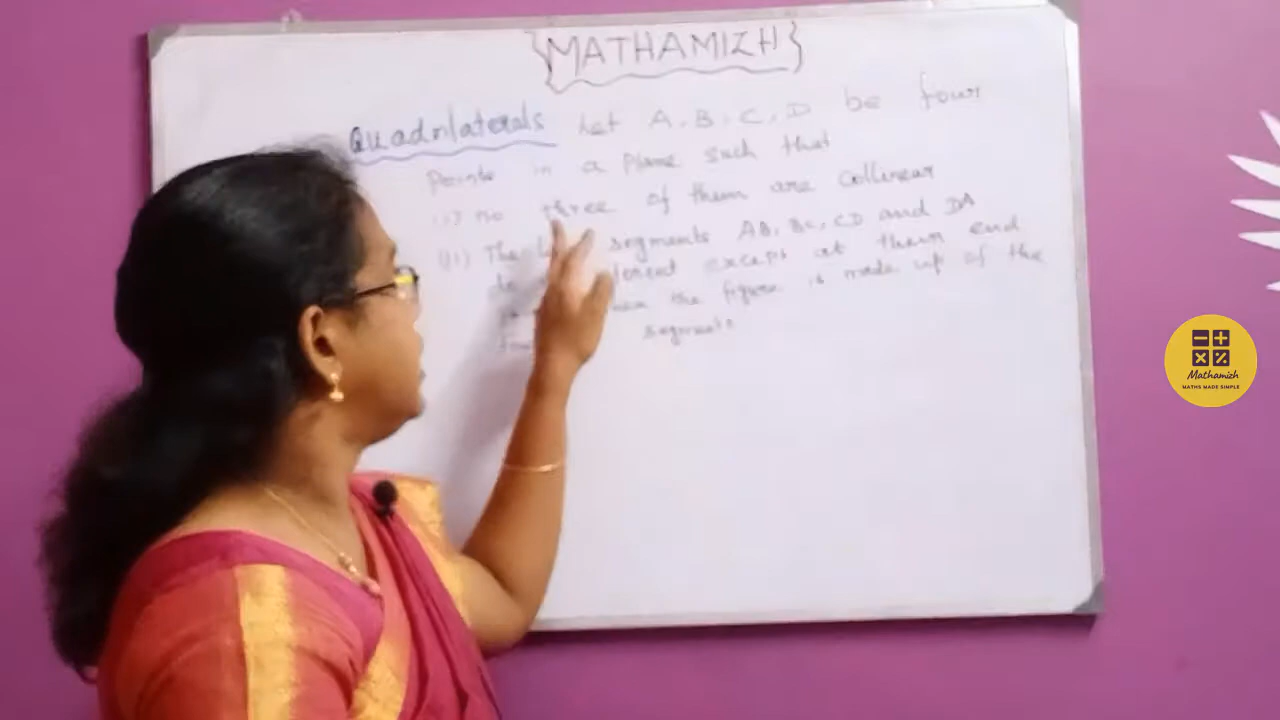 {MATHAMIZH}
Quadrilaterals Let A, B, C, D be four
Points in a plane such that
(i) no three of them are collinear
(ii) The segments AB, BC, CD and DA
except at them end
the figure is made up of the
segments
Mathamizh
MATHS MADE SIMPLE